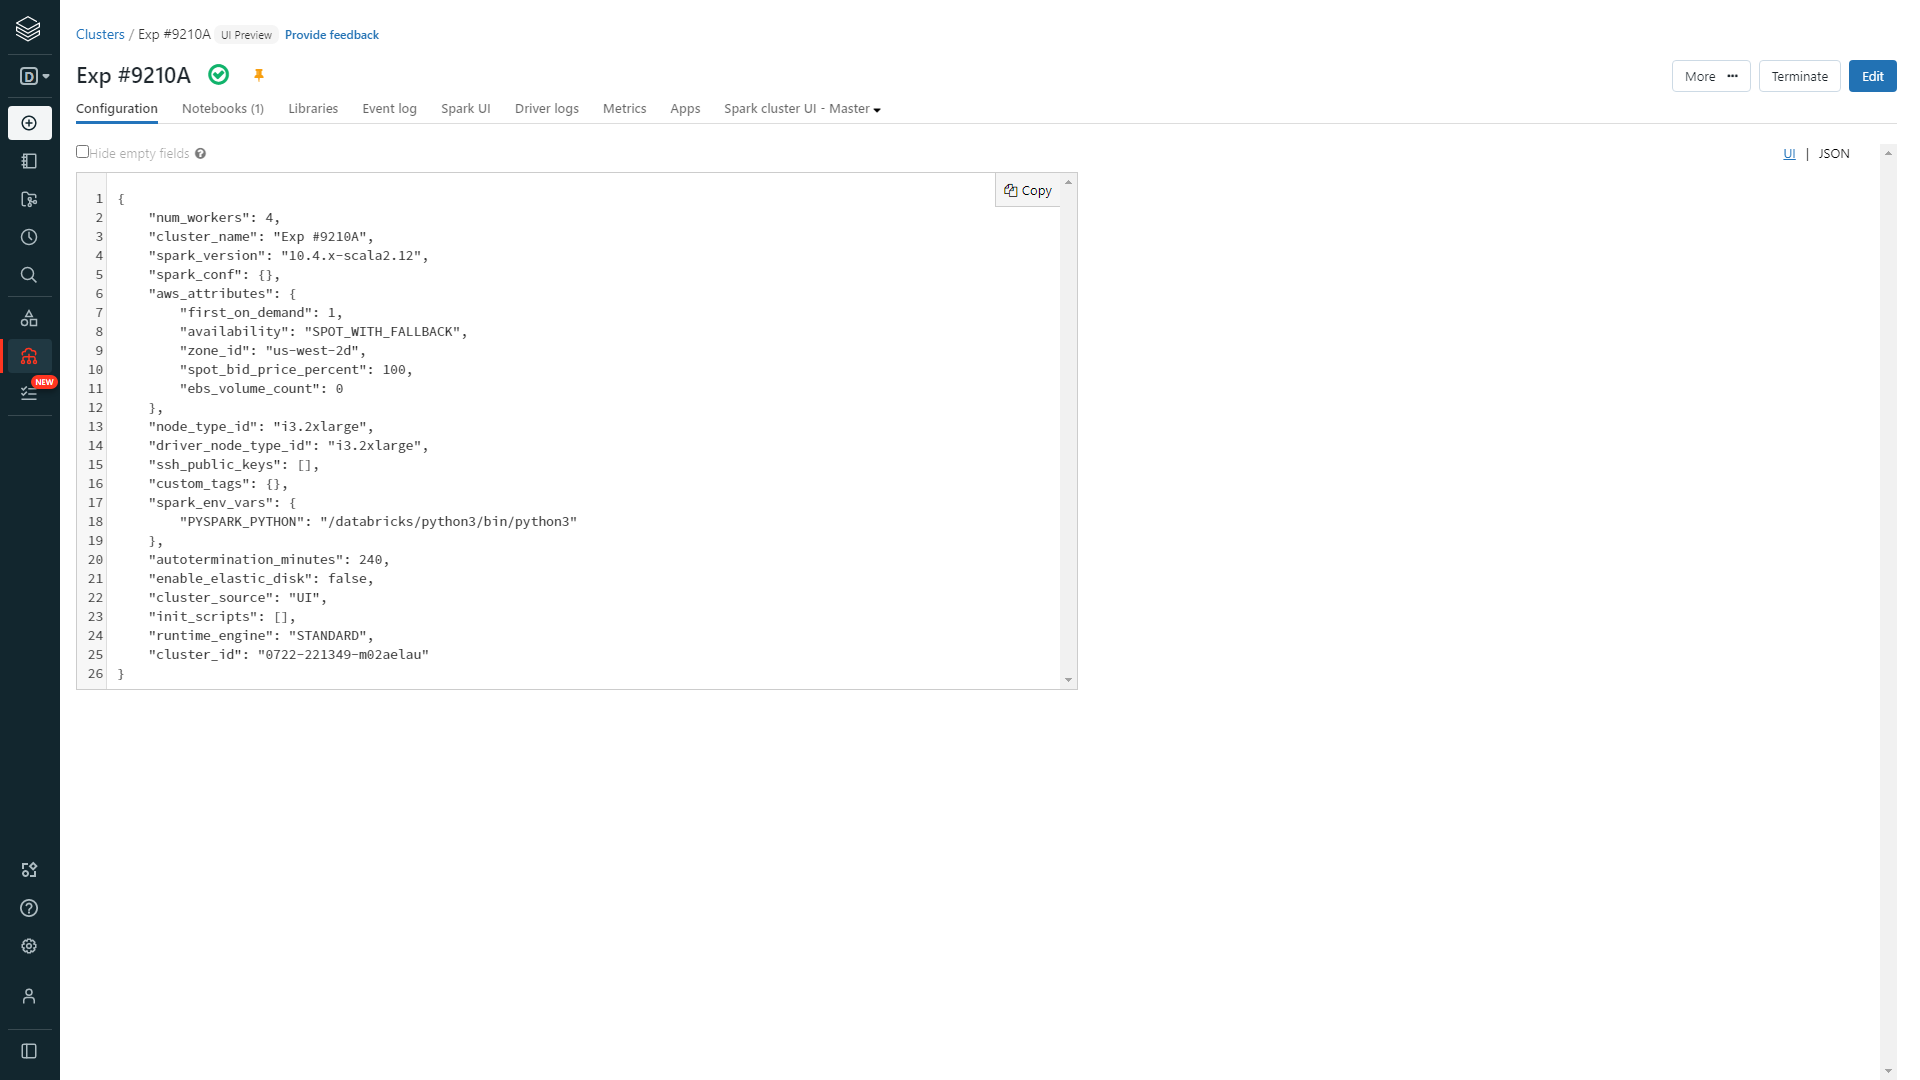 Clusters / Exp #9210A UI Preview Provide feedback
D
Exp #9210A
More ••• Terminate Edit
Configuration Notebooks (1) Libraries Event log Spark UI Driver logs Metrics Apps Spark cluster UI - Master
Hide empty fields ?
UI | JSON
Copy
1 {
2 "num_workers": 4,
3 "cluster_name": "Exp #9210A",
4 "spark_version": "10.4.x-scala2.12",
5 "spark_conf": {},
6 "aws_attributes": {
7 "first_on_demand": 1,
8 "availability": "SPOT_WITH_FALLBACK",
9 "zone_id": "us-west-2d",
10 "spot_bid_price_percent": 100,
11 "ebs_volume_count": 0
12 },
13 "node_type_id": "i3.2xlarge",
14 "driver_node_type_id": "i3.2xlarge",
15 "ssh_public_keys": [],
16 "custom_tags": {},
17 "spark_env_vars": {
18 "PYSPARK_PYTHON": "/databricks/python3/bin/python3"
19 },
20 "autotermination_minutes": 240,
21 "enable_elastic_disk": false,
22 "cluster_source": "UI",
23 "init_scripts": [],
24 "runtime_engine": "STANDARD",
25 "cluster_id": "0722-221349-m02aelau"
26 }
NEW